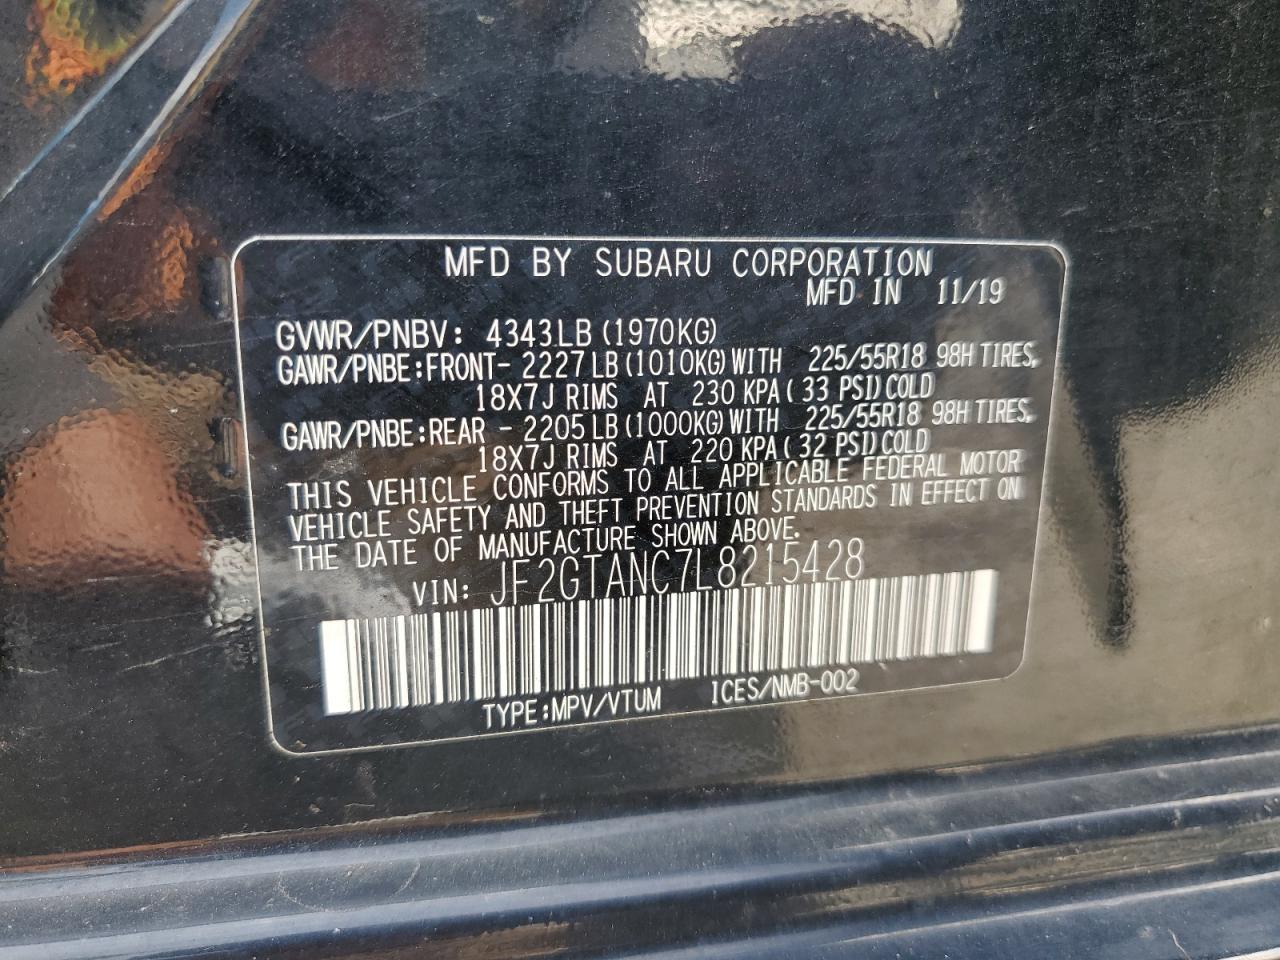 MFD BY SUBARU CORPORATION
MFD IN 11/19
GVWR/PNBV: 4343LB (1970KG)
GAWR/PNBE:FRONT- 2227 LB (1010KG) WITH 225/55R18 98H TIRES,
18X7J RIMS AT 230 KPA ( 33 PSI) COLD
GAWR/PNBE:REAR - 2205 LB (1000KG) WITH 225/55R18 98H TIRES,
18X7J RIMS AT 220 KPA ( 32 PSI) COLD
THIS VEHICLE CONFORMS TO ALL APPLICABLE FEDERAL MOTOR
VEHICLE SAFETY AND THEFT PREVENTION STANDARDS IN EFFECT ON
THE DATE OF MANUFACTURE SHOWN ABOVE.
VIN: JF2GTANC7L8215428
TYPE:MPV/VTUM ICES/NMB-002